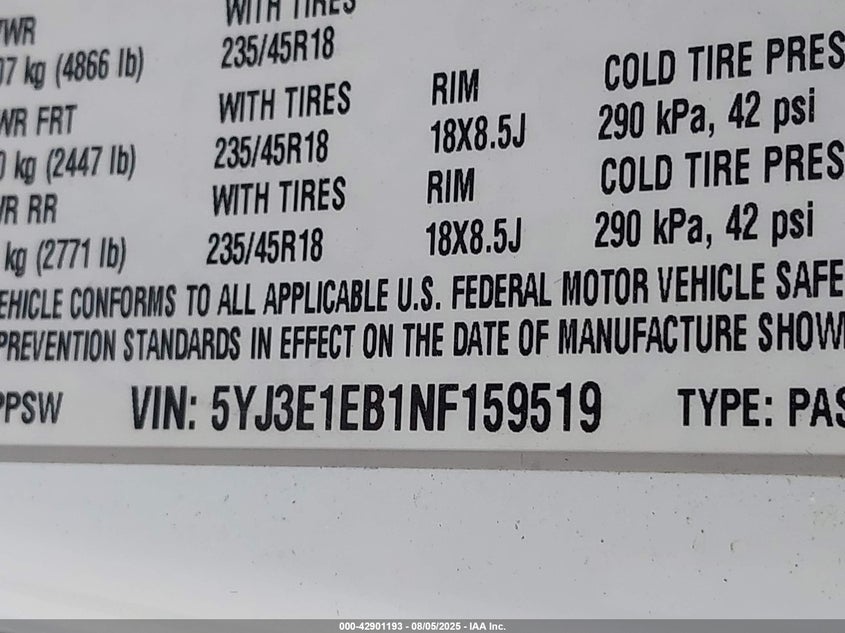 WITH TIRES
VWR
235/45R18
07 kg (4866 lb)
COLD TIRE PRES
WITH TIRES
RIM
WR FRT
290 kPa, 42 psi
235/45R18
18X8.5J
0 kg (2447 lb)
COLD TIRE PRES
WITH TIRES
RIM
VR RR
290 kPa, 42 psi
235/45R18
18X8.5J
kg (2771 lb)
EHICLE CONFORMS TO ALL APPLICABLE U.S. FEDERAL MOTOR VEHICLE SAFE
PREVENTION STANDARDS IN EFFECT ON THE DATE OF MANUFACTURE SHOW
PPSW VIN: 5YJ3E1EB1NF159519 TYPE: PAS
000-42901193 - 08/05/2025 - IAA Inc.